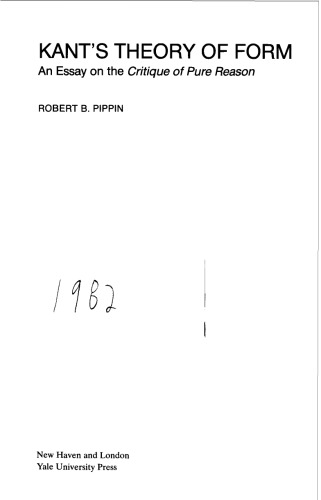 KANT'S THEORY OF FORM
An Essay on the Critique of Pure Reason
ROBERT B. PIPPIN
1982
New Haven and London
Yale University Press